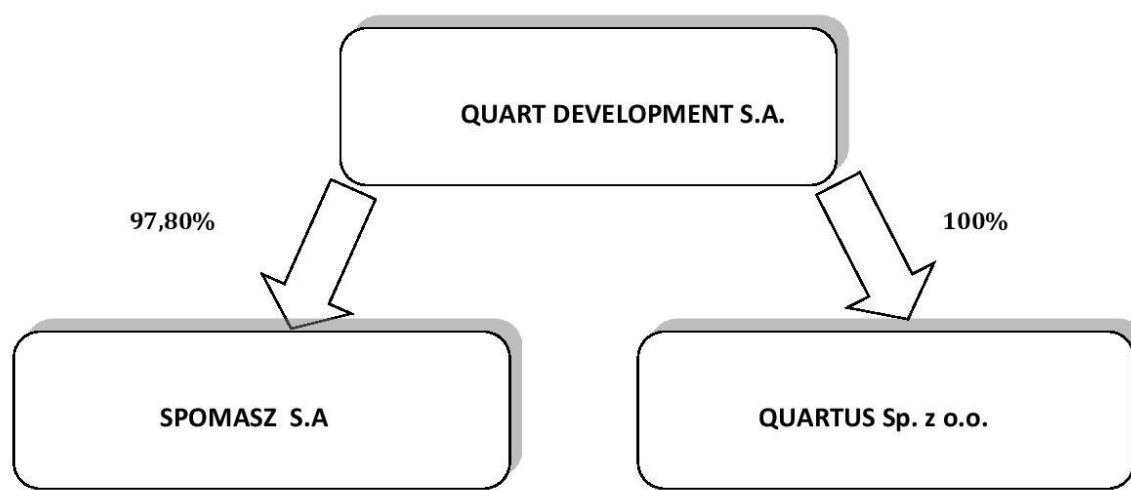 QUART DEVELOPMENT S.A.
97,80%
100%
SPOMASZ S.A
QUARTUS Sp. z o.o.